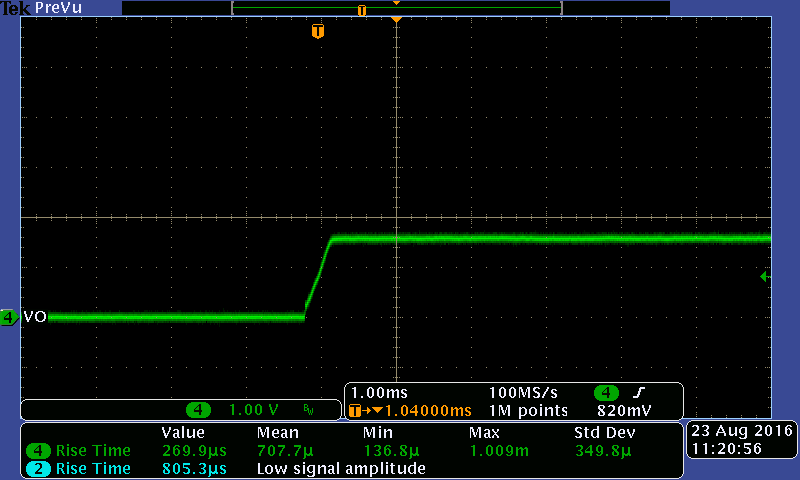 Tek PreVu
T
T
4 VO
4 1.00 V BW
1.00ms 100MS/s 4
T→▼1.04000ms 1M points 820mV
Value Mean Min Max Std Dev
4 Rise Time 269.9μs 707.7μ 136.8μ 1.009m 349.8μ
2 Rise Time 805.3μs Low signal amplitude
23 Aug 2016
11:20:56